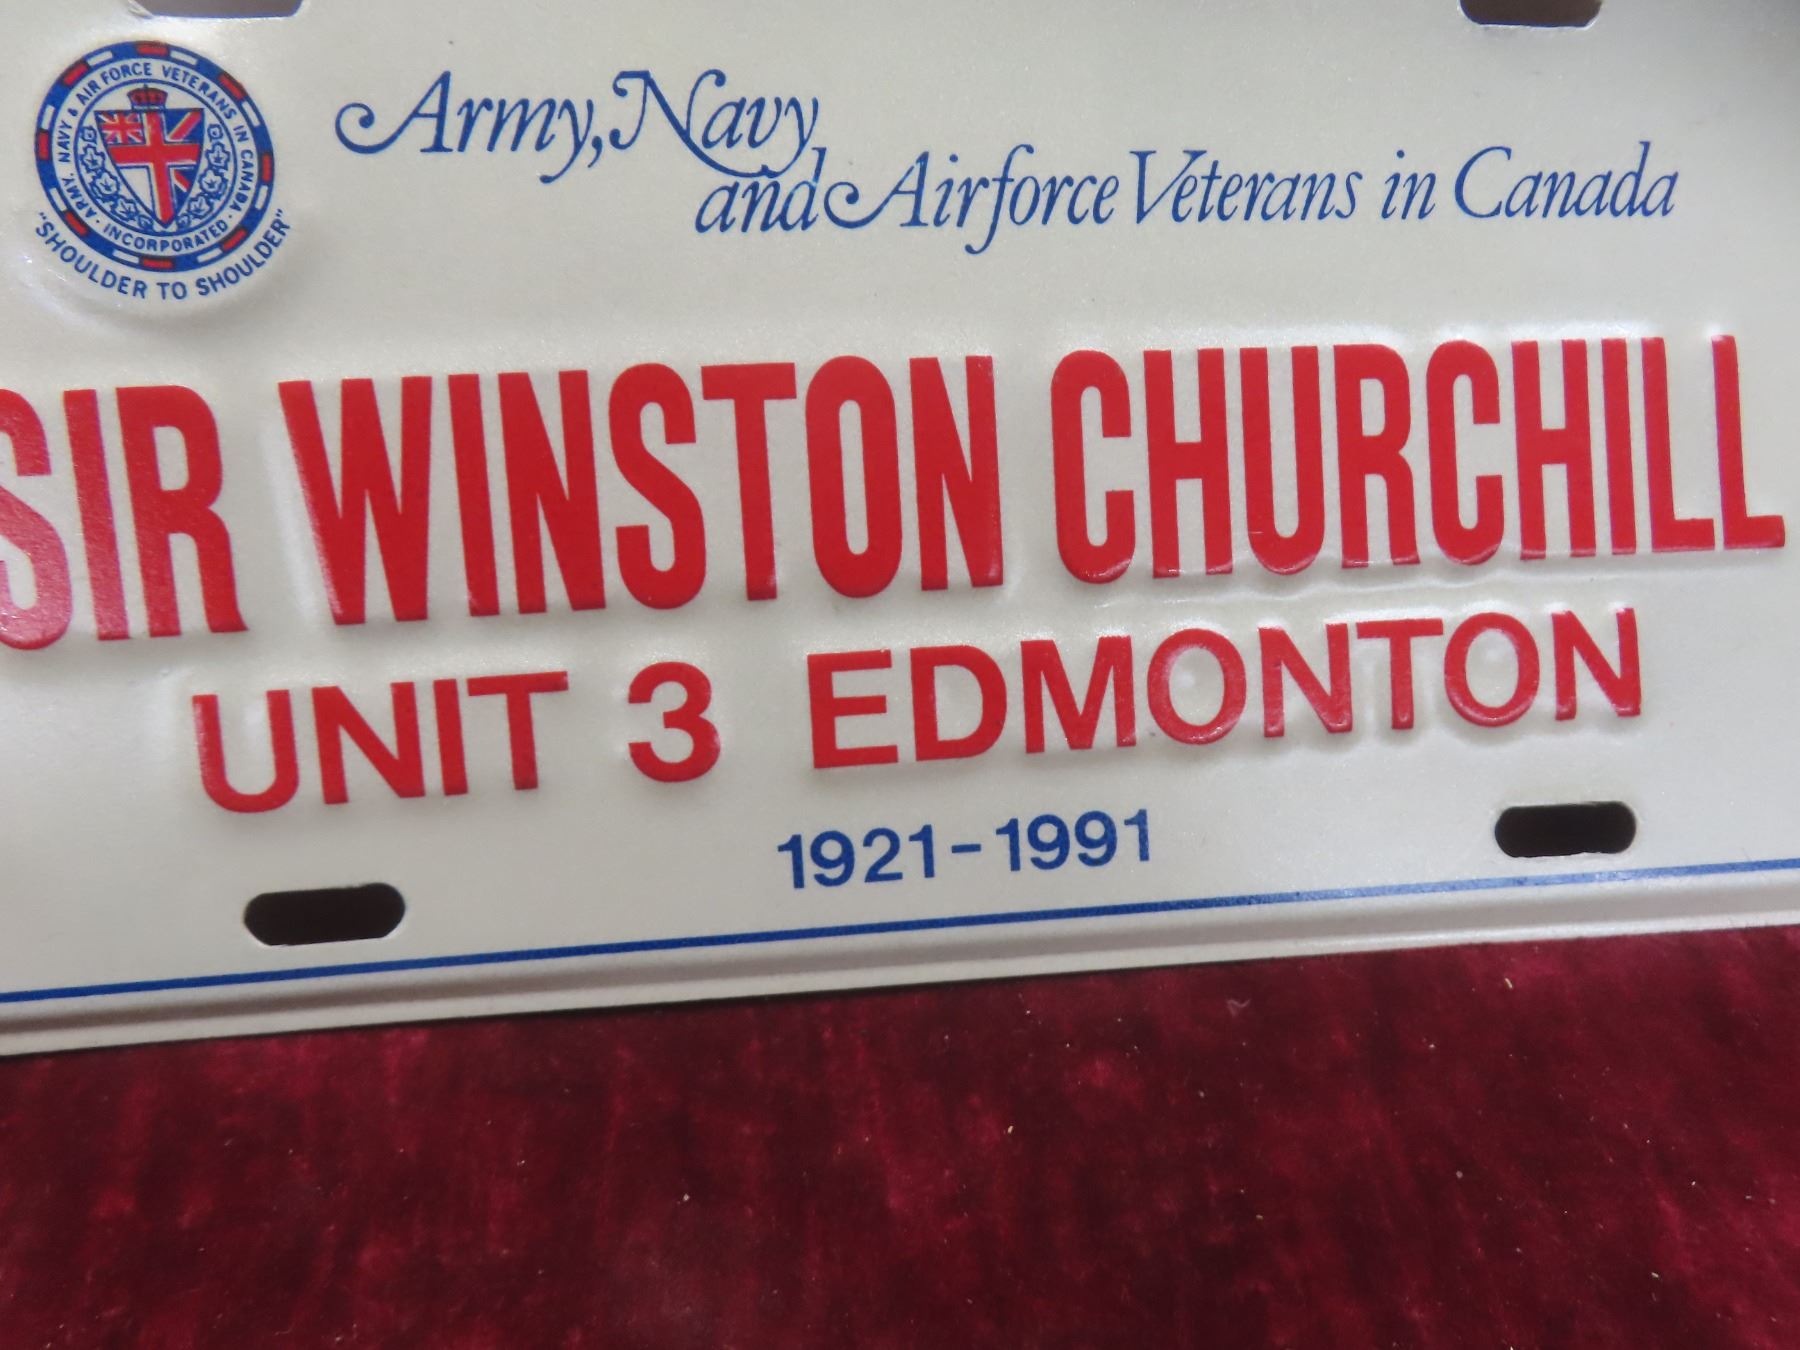 ARMY, NAVY & AIR FORCE VETERANS IN CANADA
· INCORPORATED ·
"SHOULDER TO SHOULDER"
Army, Navy
and Airforce Veterans in Canada
SIR WINSTON CHURCHILL
UNIT 3 EDMONTON
1921-1991